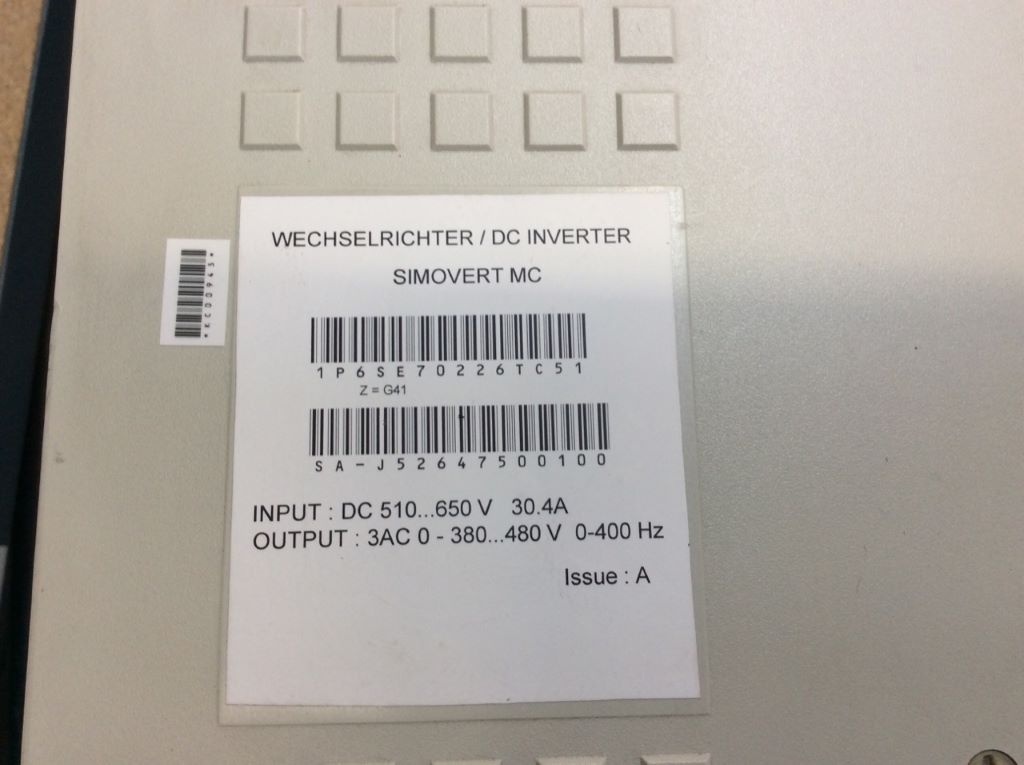 WECHSELRICHTER / DC INVERTER
SIMOVERT MC
1P6SE70226TC51
Z = G41
SA-J52647500100
INPUT : DC 510...650 V 30.4A
OUTPUT : 3AC 0 - 380...480 V 0-400 Hz
Issue : A
*KCDD943*